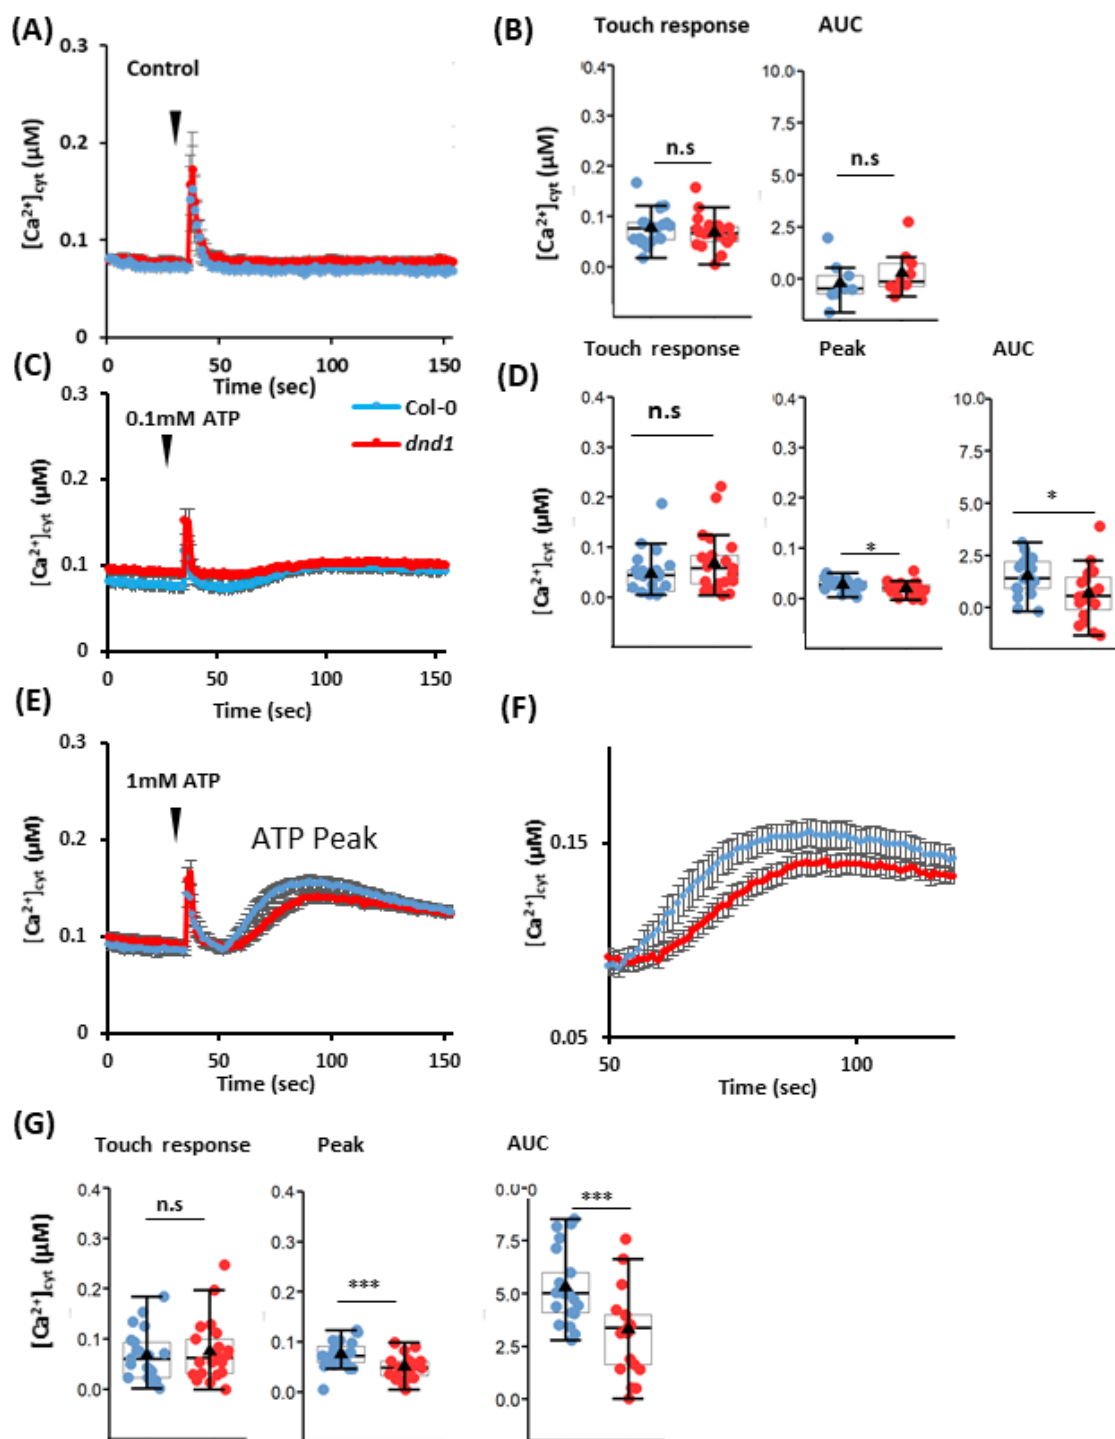 (A)
0.3
Control
0.2
[Ca²⁺]cyt (µM)
0.1
0
0 50 100 150
Time (sec)
(B)
Touch response AUC
0.4
0.3
0.2
0.1
0.0
[Ca²⁺]cyt (µM)
n.s
10.0
7.5
5.0
2.5
0.0
n.s
(C)
0.3
0.1mM ATP
Col-0
dnd1
0.2
[Ca²⁺]cyt (µM)
0.1
0
0 50 100 150
Time (sec)
(D)
Touch response Peak AUC
0.4
0.3
0.2
0.1
0.0
[Ca²⁺]cyt (µM)
n.s
0.4
0.3
0.2
0.1
0.0
*
10.0
7.5
5.0
2.5
0.0
*
(E)
0.3
1mM ATP
ATP Peak
0.2
[Ca²⁺]cyt (µM)
0.1
0
0 50 100 150
Time (sec)
(F)
0.15
[Ca²⁺]cyt (µM)
0.05
50 100
Time (sec)
(G)
Touch response Peak AUC
0.4
0.3
0.2
0.1
0.0
[Ca²⁺]cyt (µM)
n.s
0.4
0.3
0.2
0.1
0.0
***
7.5
5.0
2.5
0.0
***